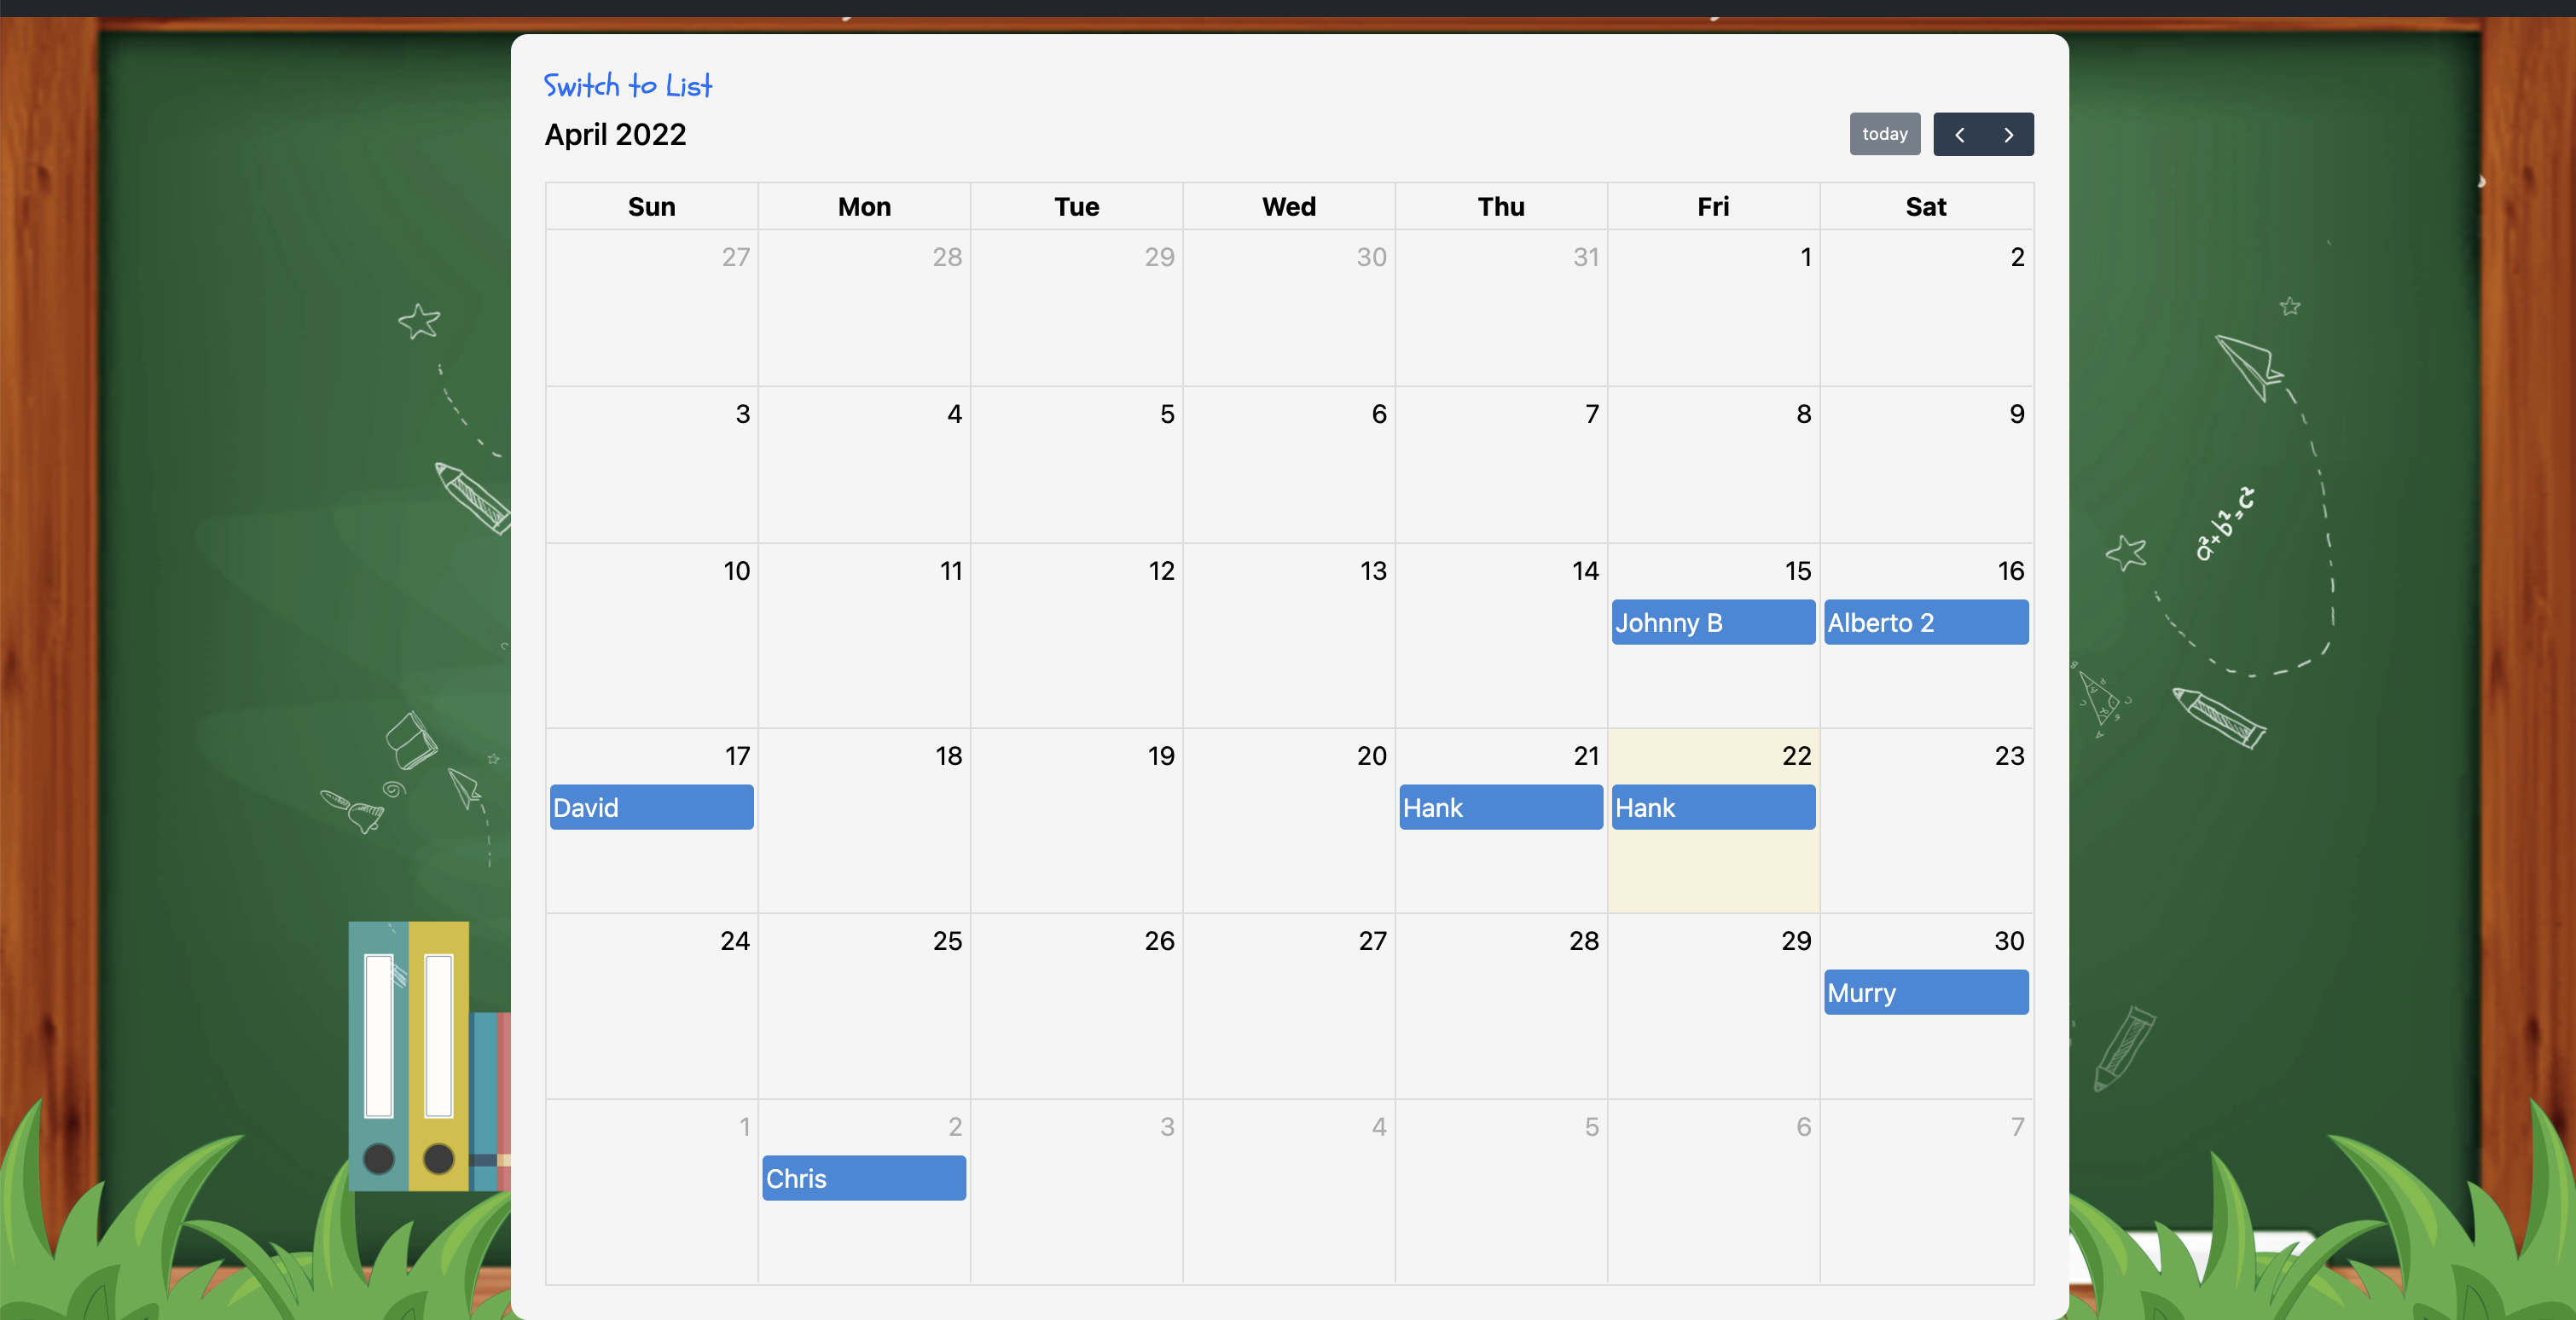 Switch to List
April 2022
today
Sun Mon Tue Wed Thu Fri Sat
27 28 29 30 31 1 2
3 4 5 6 7 8 9
10 11 12 13 14 15 16
Johnny B Alberto 2
17 18 19 20 21 22 23
David Hank Hank
24 25 26 27 28 29 30
Murry
1 2 3 4 5 6 7
Chris
a²+b²=c²